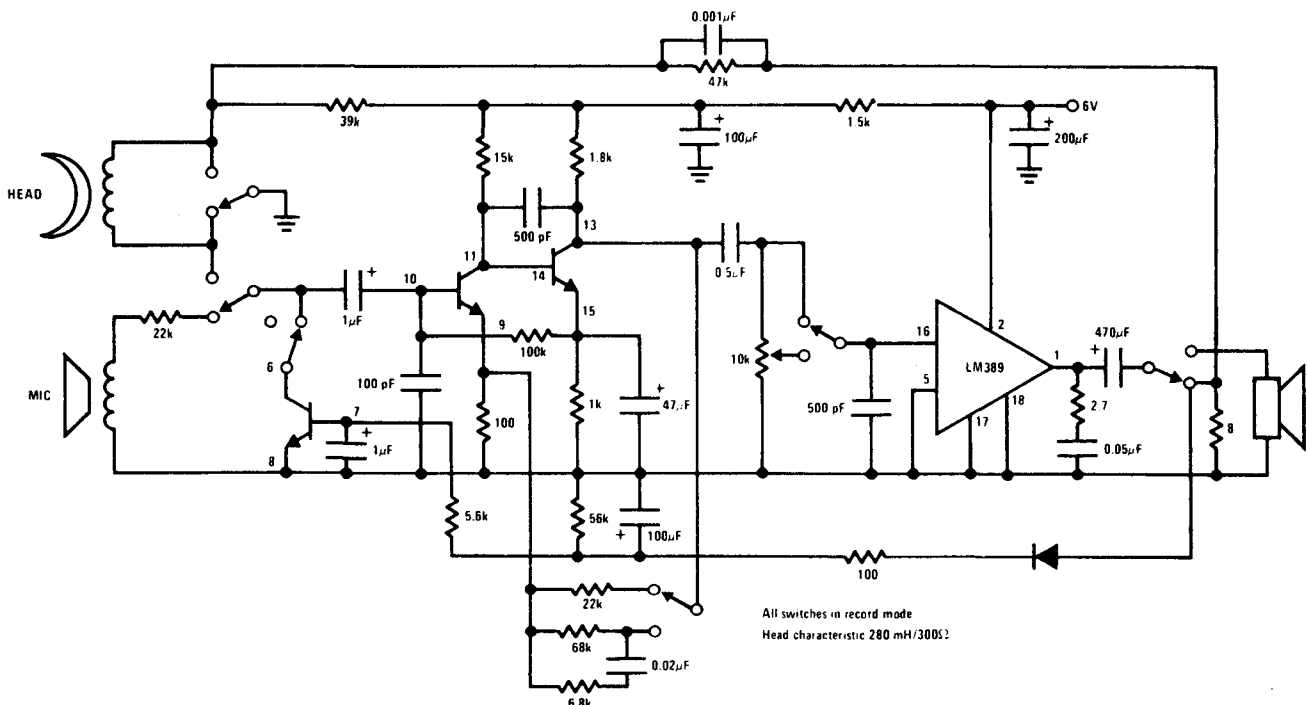 0.001µF
47k
39k
1.5k
6V
+
100µF
+
200µF
15k
1.8k
HEAD
500 pF
13
11
14
10
+
1µF
15
0.5µF
22k
9
100k
16
2
470µF
+
1
LM389
10k
6
5
MIC
100 pF
+
47µF
18
2.7
7
100
1k
500 pF
17
8
+
1µF
8
0.05µF
5.6k
56k
+
100µF
100
22k
All switches in record mode
Head characteristic 280 mH/300Ω
68k
0.02µF
6.8k